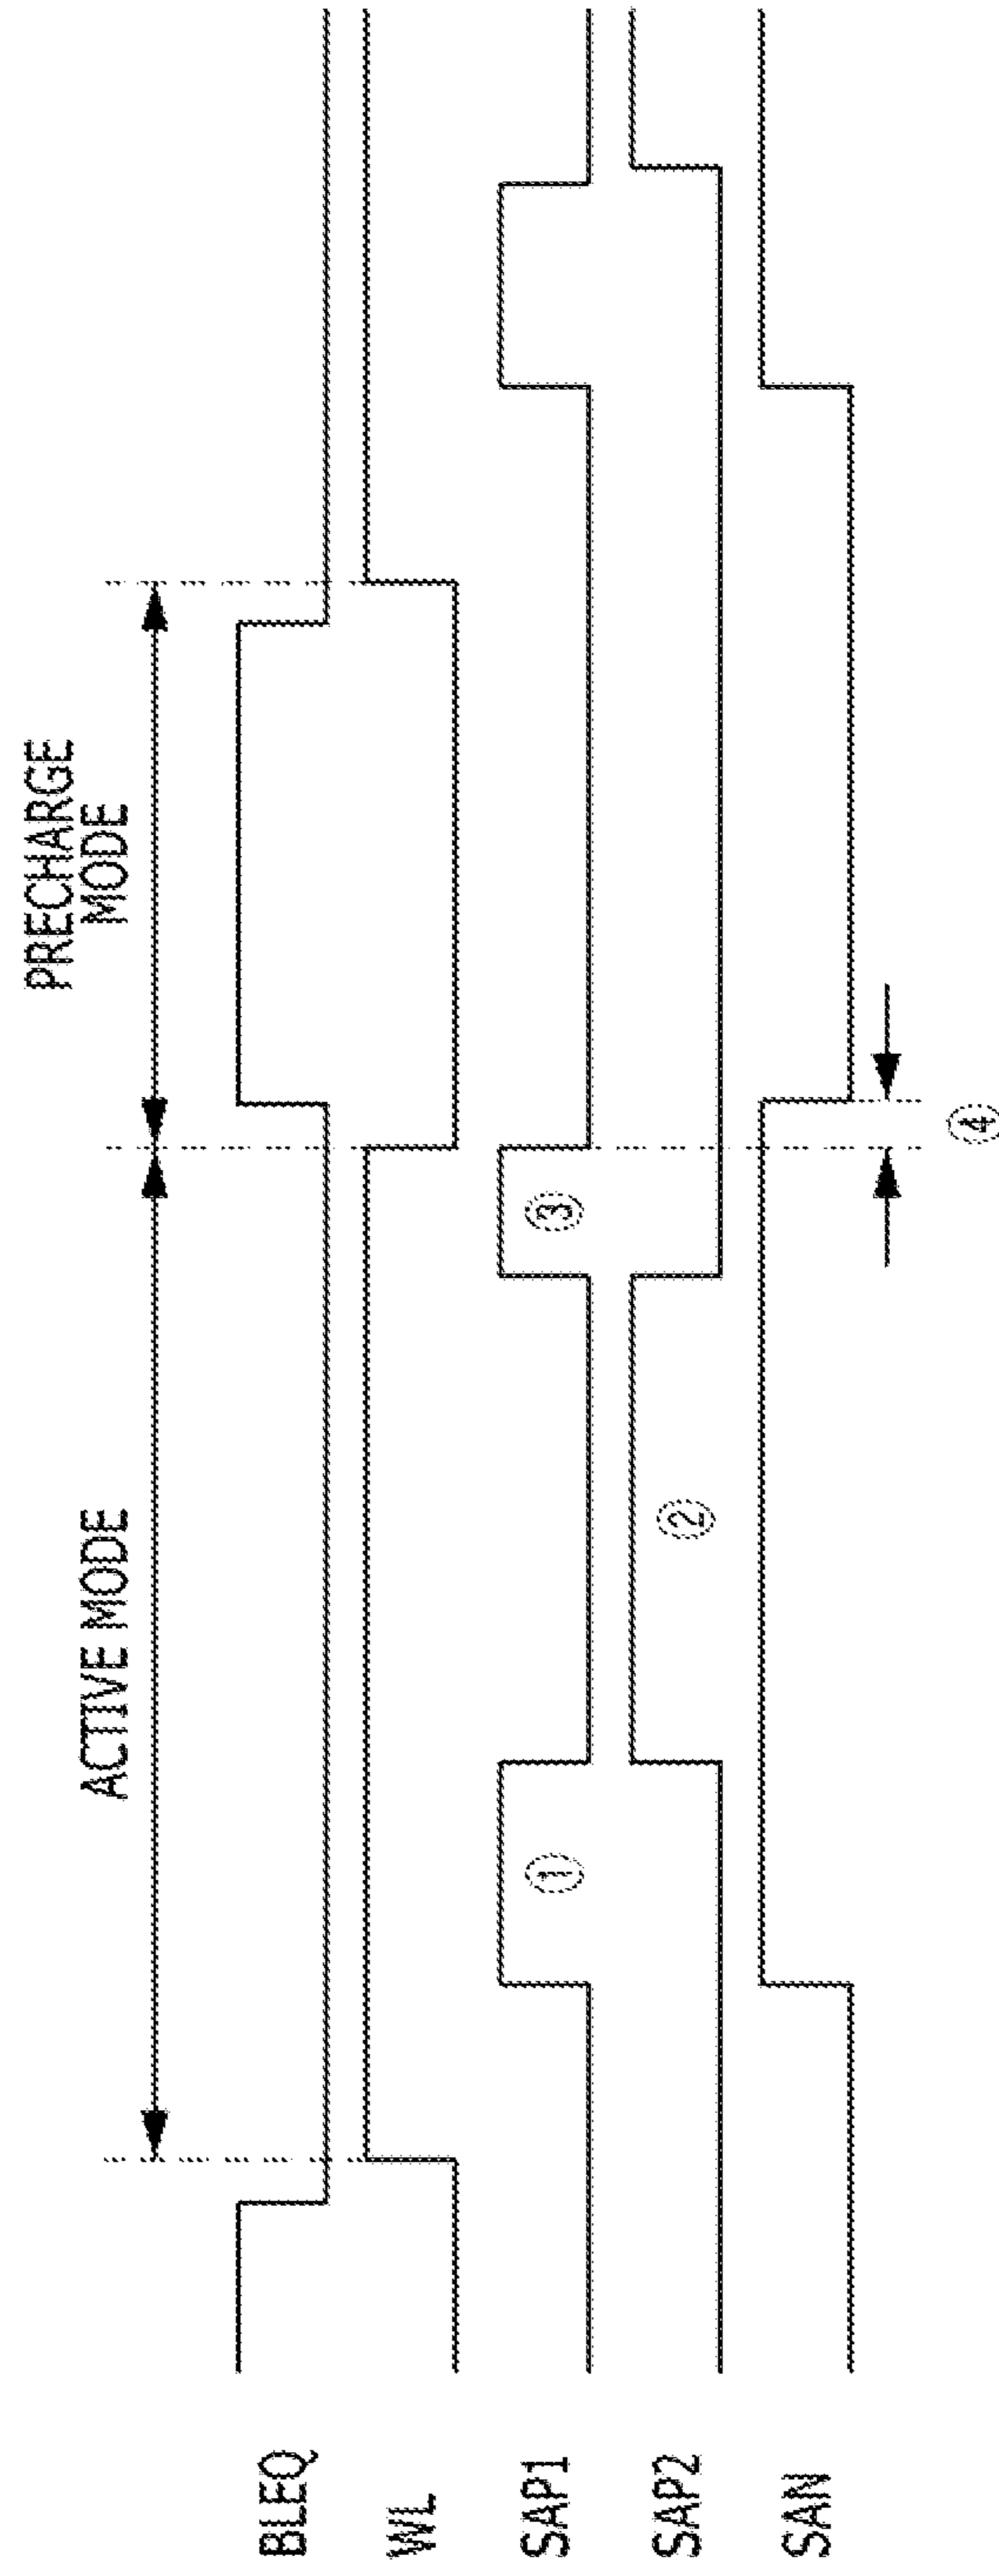 ACTIVE MODE
PRECHARGE
MODE
BLEQ
WL
SAP1
① ③
SAP2
②
SAN
④